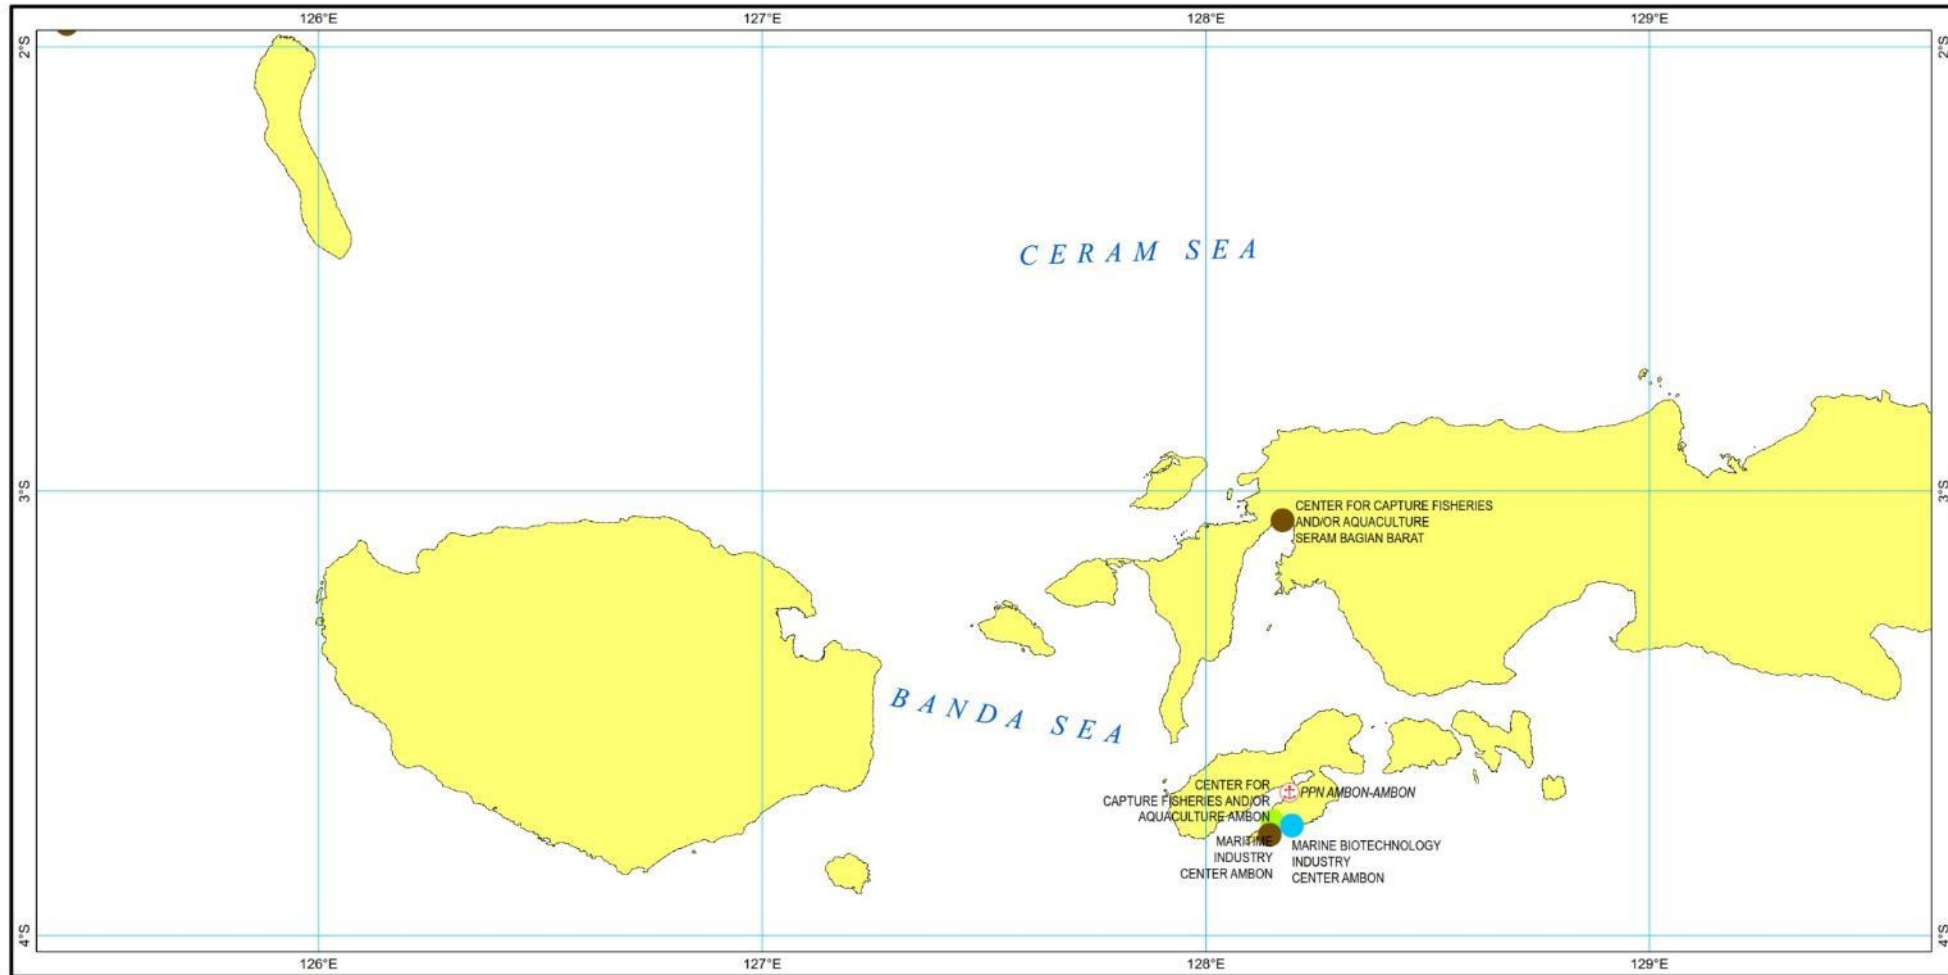 126°E
127°E
128°E
129°E
2°S
2°S
CERAM SEA
3°S
3°S
CENTER FOR CAPTURE FISHERIES
AND/OR AQUACULTURE
SERAM BAGIAN BARAT
BANDA SEA
CENTER FOR
CAPTURE FISHERIES AND/OR
AQUACULTURE AMBON
PPN AMBON-AMBON
MARITIME
INDUSTRY
CENTER AMBON
MARINE BIOTECHNOLOGY
INDUSTRY
CENTER AMBON
4°S
4°S
126°E
127°E
128°E
129°E